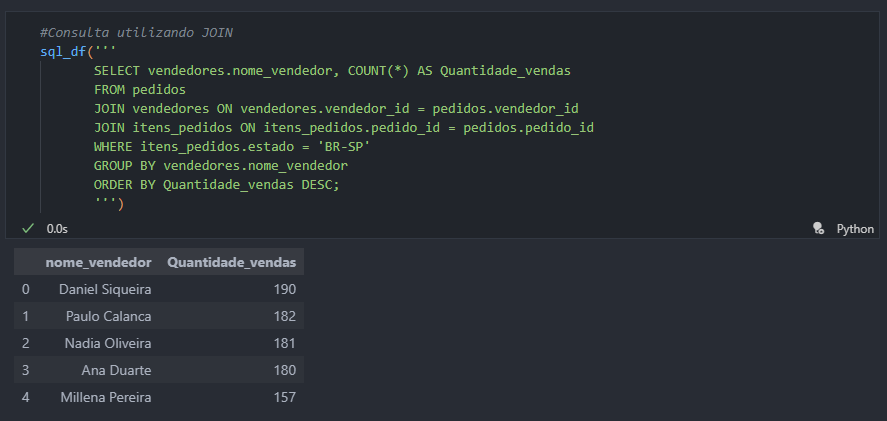 #Consulta utilizando JOIN
sql_df('''
SELECT vendedores.nome_vendedor, COUNT(*) AS Quantidade_vendas
FROM pedidos
JOIN vendedores ON vendedores.vendedor_id = pedidos.vendedor_id
JOIN itens_pedidos ON itens_pedidos.pedido_id = pedidos.pedido_id
WHERE itens_pedidos.estado = 'BR-SP'
GROUP BY vendedores.nome_vendedor
ORDER BY Quantidade_vendas DESC;
''')
0.0s Python
nome_vendedor Quantidade_vendas
0 Daniel Siqueira 190
1 Paulo Calanca 182
2 Nadia Oliveira 181
3 Ana Duarte 180
4 Millena Pereira 157